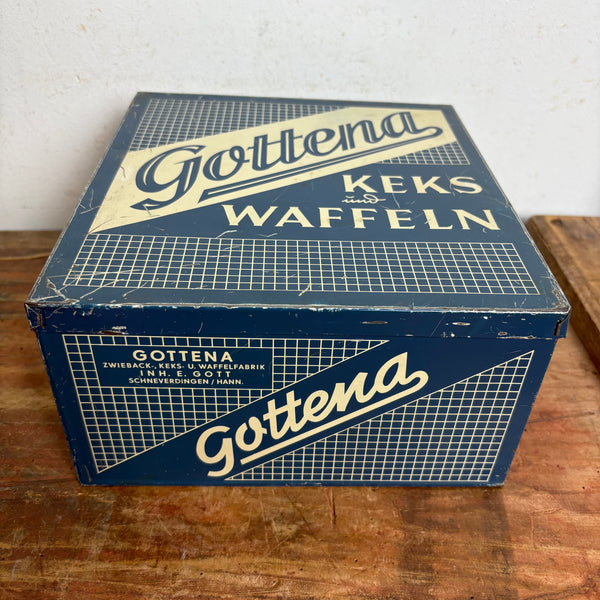 Gottena
KEKS
und
WAFFELN
GOTTENA
ZWIEBACK-, KEKS- U. WAFFELFABRIK
INH. E. GOTT
SCHNEVERDINGEN / HANN.
Gottena